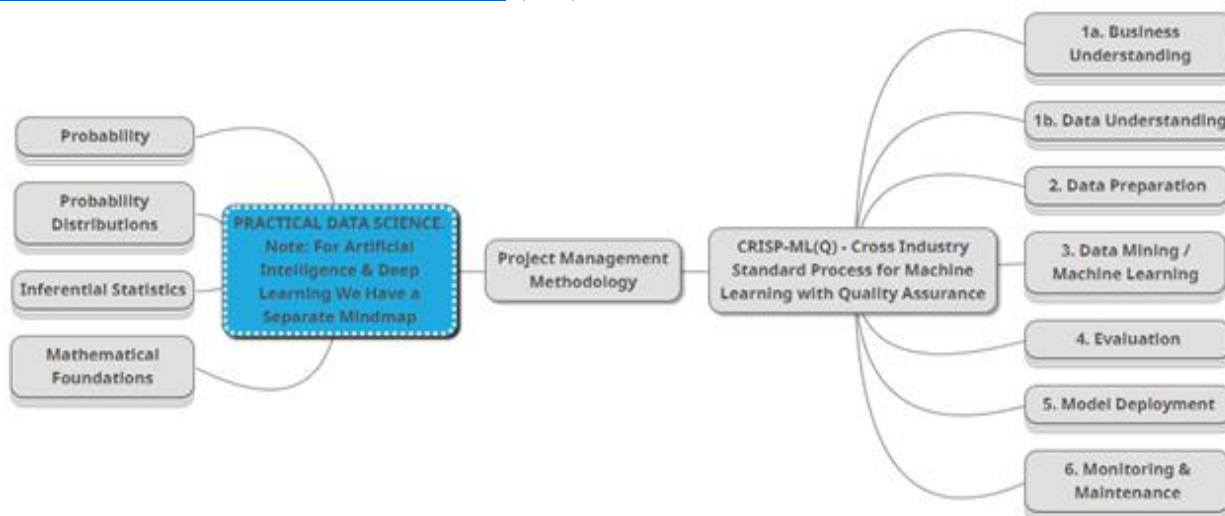 Probability
Probability
Distributions
Inferential Statistics
Mathematical
Foundations
PRACTICAL DATA SCIENCE.
Note: For Artificial
Intelligence & Deep
Learning We Have a
Separate Mindmap
Project Management
Methodology
CRISP-ML(Q) - Cross Industry
Standard Process for Machine
Learning with Quality Assurance
1a. Business
Understanding
1b. Data Understanding
2. Data Preparation
3. Data Mining /
Machine Learning
4. Evaluation
5. Model Deployment
6. Monitoring &
Maintenance